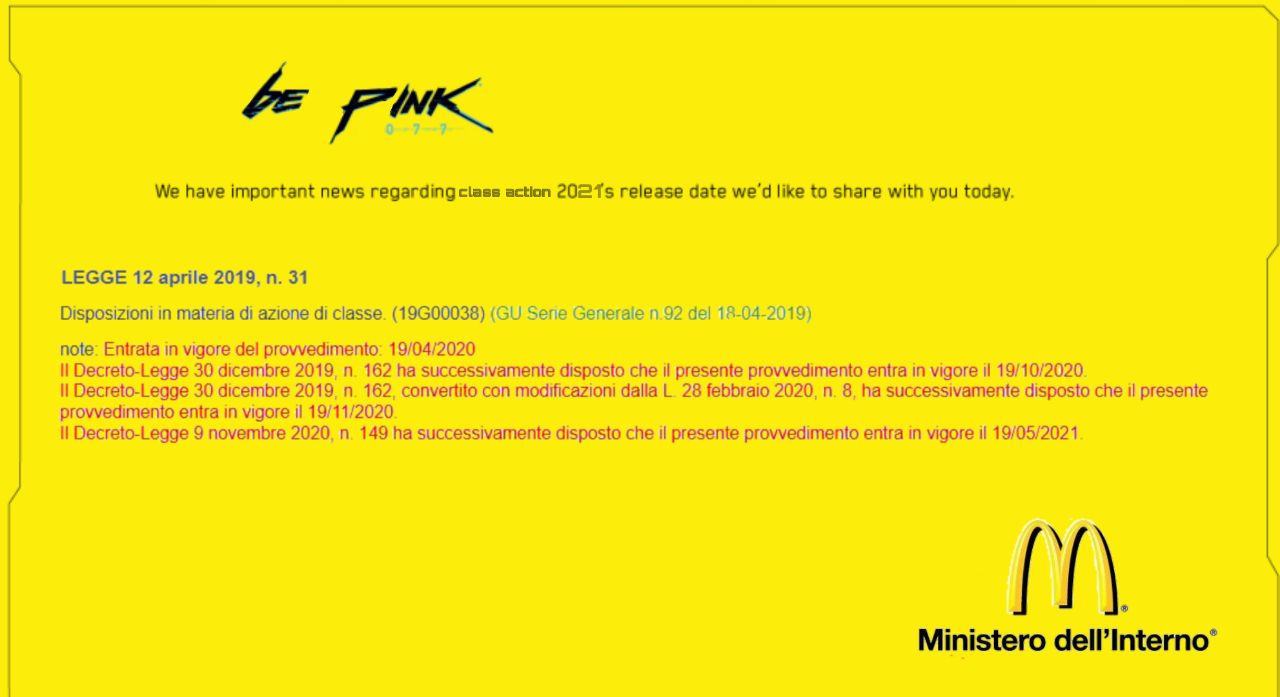 be PINK
0 7 7
We have important news regarding class action 2021's release date we'd like to share with you today.
LEGGE 12 aprile 2019, n. 31
Disposizioni in materia di azione di classe. (19G00038) (GU Serie Generale n.92 del 18-04-2019)
note: Entrata in vigore del provvedimento: 19/04/2020
Il Decreto-Legge 30 dicembre 2019, n. 162 ha successivamente disposto che il presente provvedimento entra in vigore il 19/10/2020.
Il Decreto-Legge 30 dicembre 2019, n. 162, convertito con modificazioni dalla L. 28 febbraio 2020, n. 8, ha successivamente disposto che il presente
provvedimento entra in vigore il 19/11/2020.
Il Decreto-Legge 9 novembre 2020, n. 149 ha successivamente disposto che il presente provvedimento entra in vigore il 19/05/2021.
M®
Ministero dell'Interno®